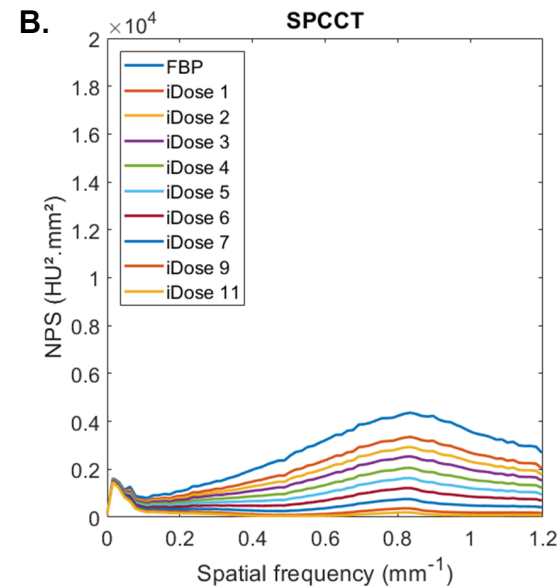 B.
SPCCT
×10⁴
2
1.8
1.6
1.4
1.2
1
0.8
0.6
0.4
0.2
0
NPS (HU².mm²)
FBP
iDose 1
iDose 2
iDose 3
iDose 4
iDose 5
iDose 6
iDose 7
iDose 9
iDose 11
0 0.2 0.4 0.6 0.8 1 1.2
Spatial frequency (mm⁻¹)